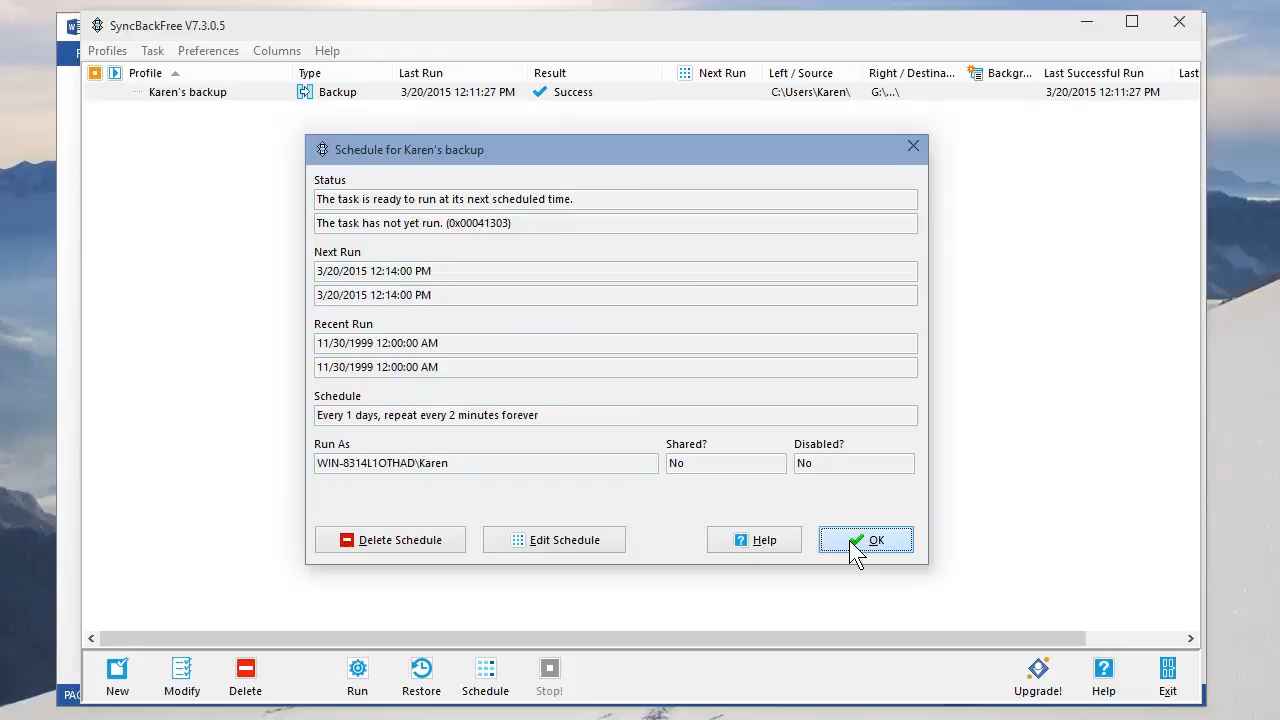 SyncBackFree V7.3.0.5
Profiles Task Preferences Columns Help
Profile Type Last Run Result Next Run Left / Source Right / Destina... Backgr... Last Successful Run Last
Karen's backup Backup 3/20/2015 12:11:27 PM Success C:\Users\Karen\ G:\...\ 3/20/2015 12:11:27 PM
Schedule for Karen's backup
Status
The task is ready to run at its next scheduled time.
The task has not yet run. (0x00041303)
Next Run
3/20/2015 12:14:00 PM
3/20/2015 12:14:00 PM
Recent Run
11/30/1999 12:00:00 AM
11/30/1999 12:00:00 AM
Schedule
Every 1 days, repeat every 2 minutes forever
Run As Shared? Disabled?
WIN-8314L1OTHAD\Karen No No
Delete Schedule Edit Schedule Help OK
New Modify Delete Run Restore Schedule Stop! Upgrade! Help Exit